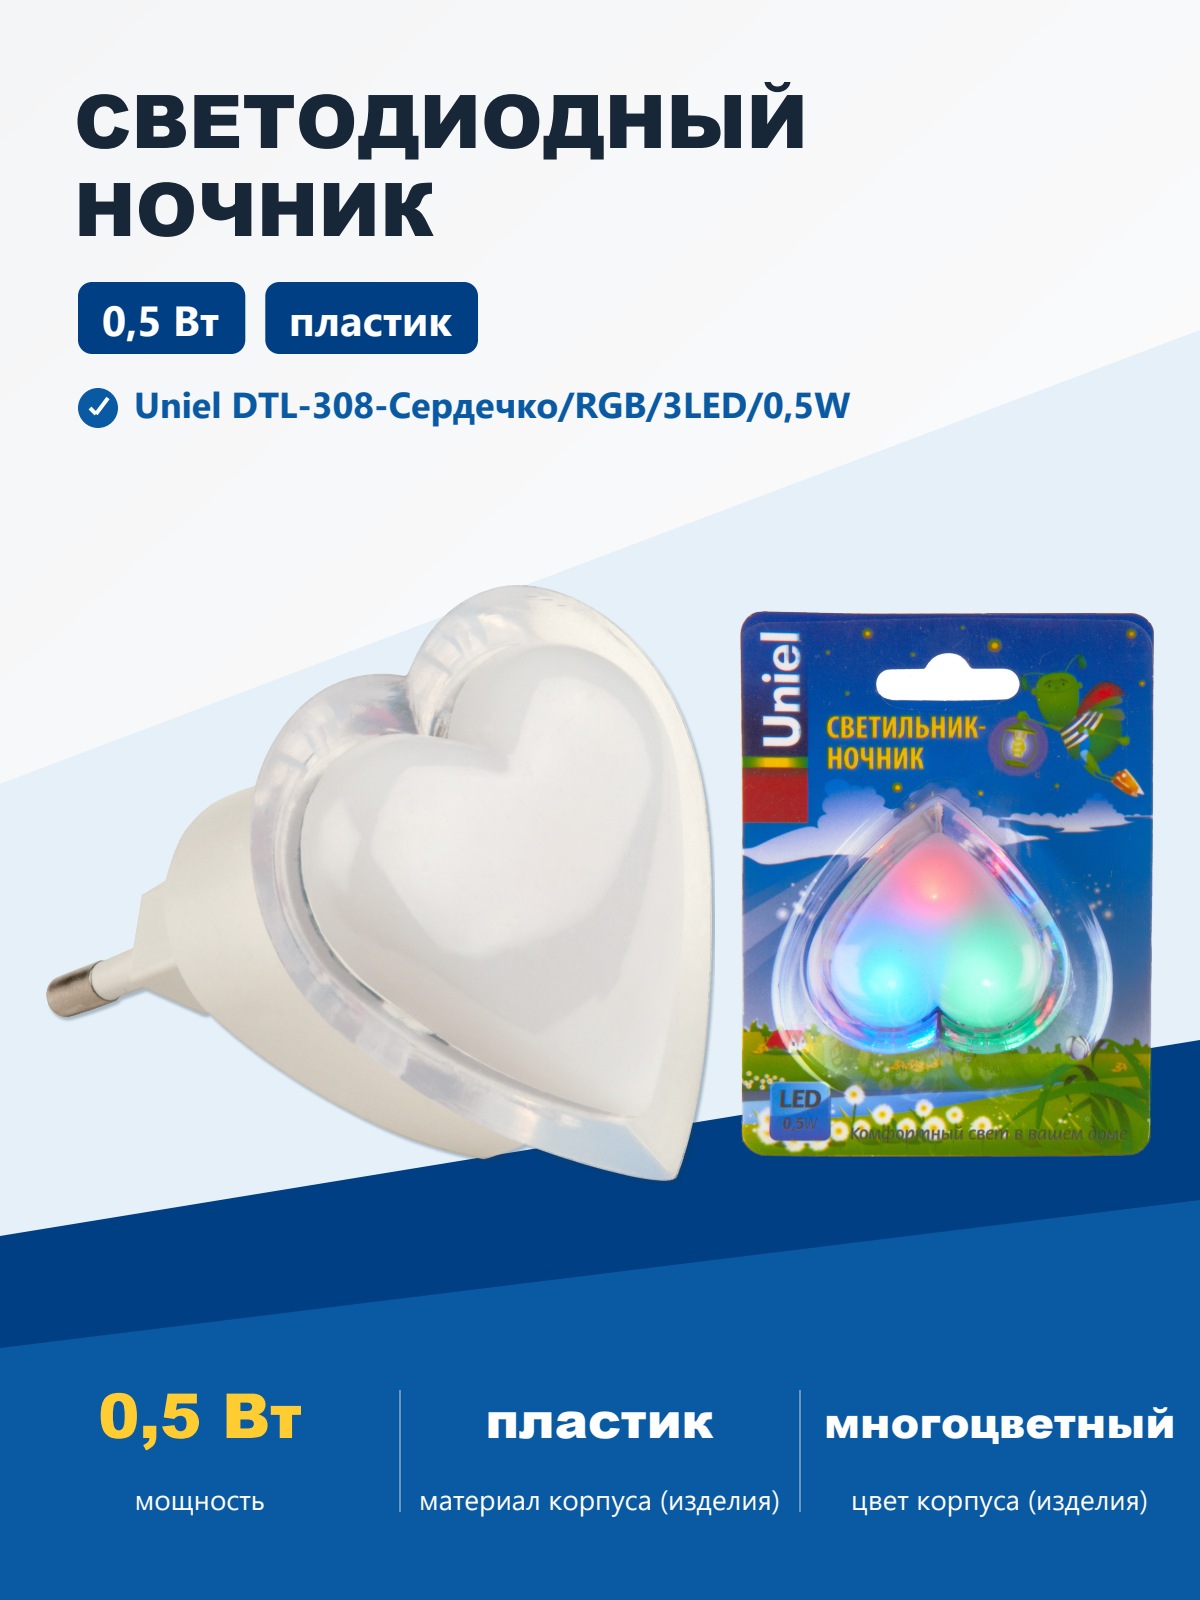 СВЕТОДИОДНЫЙ
НОЧНИК
0,5 Вт
пластик
Uniel DTL-308-Сердечко/RGB/3LED/0,5W
Uniel
СВЕТИЛЬНИК-
НОЧНИК
LED
0,5W
Комфортный свет в вашем доме
0,5 Вт
пластик
многоцветный
мощность
материал корпуса (изделия)
цвет корпуса (изделия)